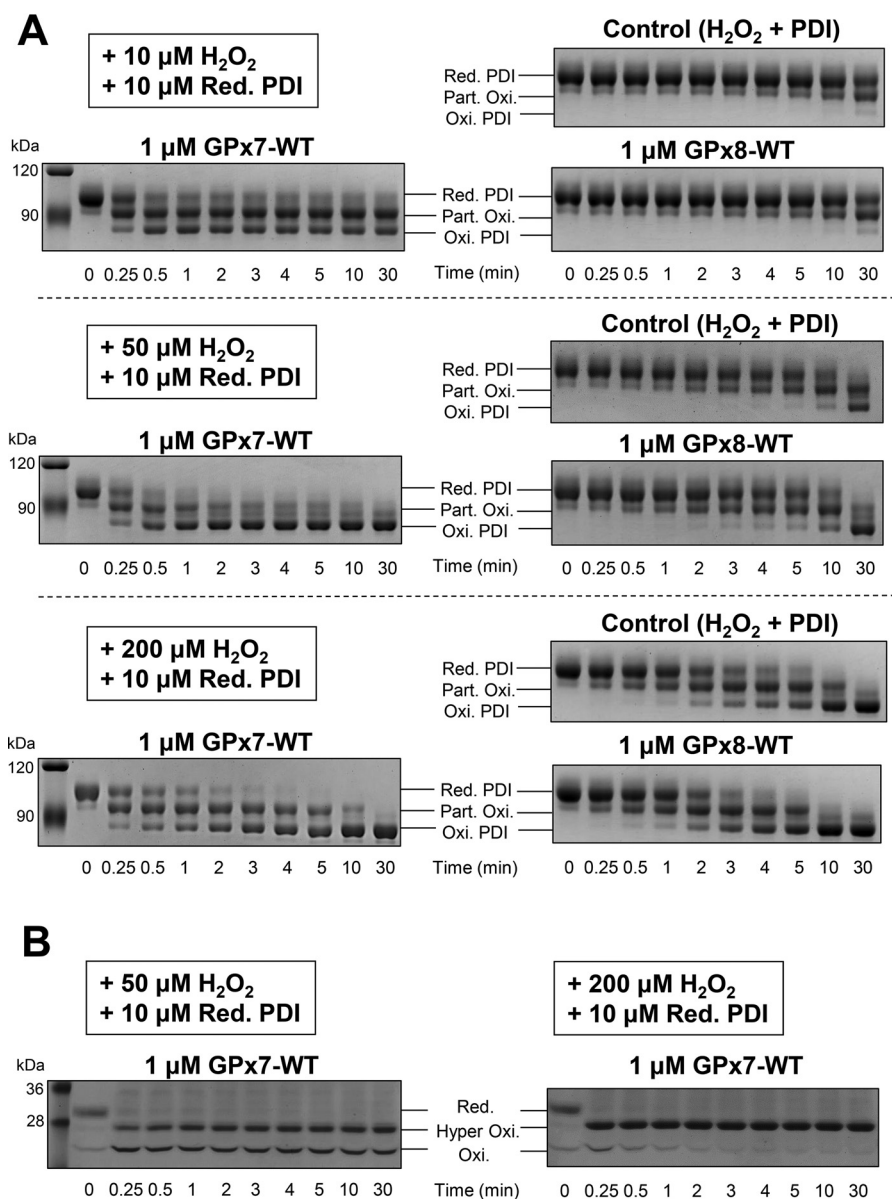 A
+ 10 µM H₂O₂
+ 10 µM Red. PDI
Control (H₂O₂ + PDI)
Red. PDI
Part. Oxi.
Oxi. PDI
kDa
120
90
1 µM GPx7-WT
1 µM GPx8-WT
Red. PDI
Part. Oxi.
Oxi. PDI
0 0.25 0.5 1 2 3 4 5 10 30 Time (min) 0 0.25 0.5 1 2 3 4 5 10 30
+ 50 µM H₂O₂
+ 10 µM Red. PDI
Control (H₂O₂ + PDI)
Red. PDI
Part. Oxi.
Oxi. PDI
kDa
120
90
1 µM GPx7-WT
1 µM GPx8-WT
Red. PDI
Part. Oxi.
Oxi. PDI
0 0.25 0.5 1 2 3 4 5 10 30 Time (min) 0 0.25 0.5 1 2 3 4 5 10 30
+ 200 µM H₂O₂
+ 10 µM Red. PDI
Control (H₂O₂ + PDI)
Red. PDI
Part. Oxi.
Oxi. PDI
kDa
120
90
1 µM GPx7-WT
1 µM GPx8-WT
Red. PDI
Part. Oxi.
Oxi. PDI
0 0.25 0.5 1 2 3 4 5 10 30 Time (min) 0 0.25 0.5 1 2 3 4 5 10 30
B
+ 50 µM H₂O₂
+ 10 µM Red. PDI
+ 200 µM H₂O₂
+ 10 µM Red. PDI
kDa
36
28
1 µM GPx7-WT
1 µM GPx7-WT
Red.
Hyper Oxi.
Oxi.
0 0.25 0.5 1 2 3 4 5 10 30 Time (min) 0 0.25 0.5 1 2 3 4 5 10 30